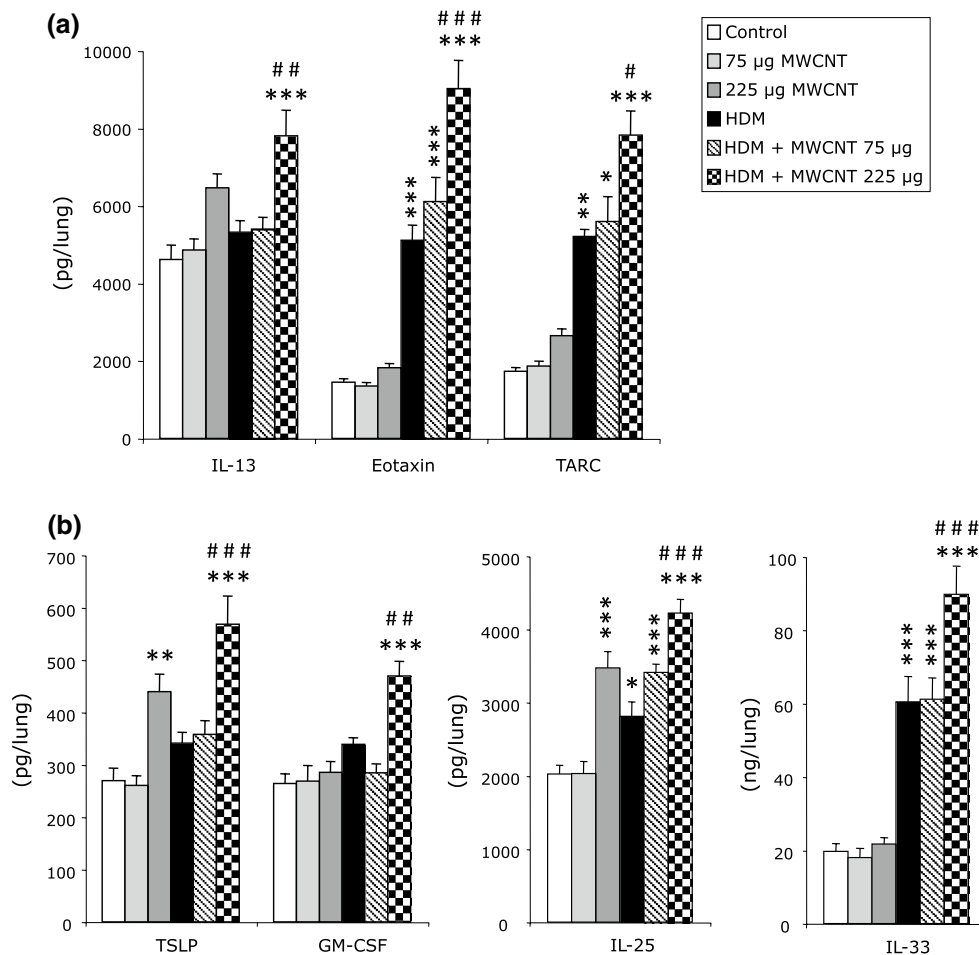 (a)
Control
75 µg MWCNT
225 µg MWCNT
HDM
HDM + MWCNT 75 µg
HDM + MWCNT 225 µg
10000
8000
6000
4000
2000
0
(pg/lung)
# #
***
# # #
***
***
***
#
***
*
**
IL-13
Eotaxin
TARC
(b)
700
600
500
400
300
200
100
0
(pg/lung)
# # #
***
**
# #
***
TSLP
GM-CSF
5000
4000
3000
2000
1000
0
(pg/lung)
# # #
***
***
***
*
IL-25
100
80
60
40
20
0
(ng/lung)
# # #
***
***
***
IL-33